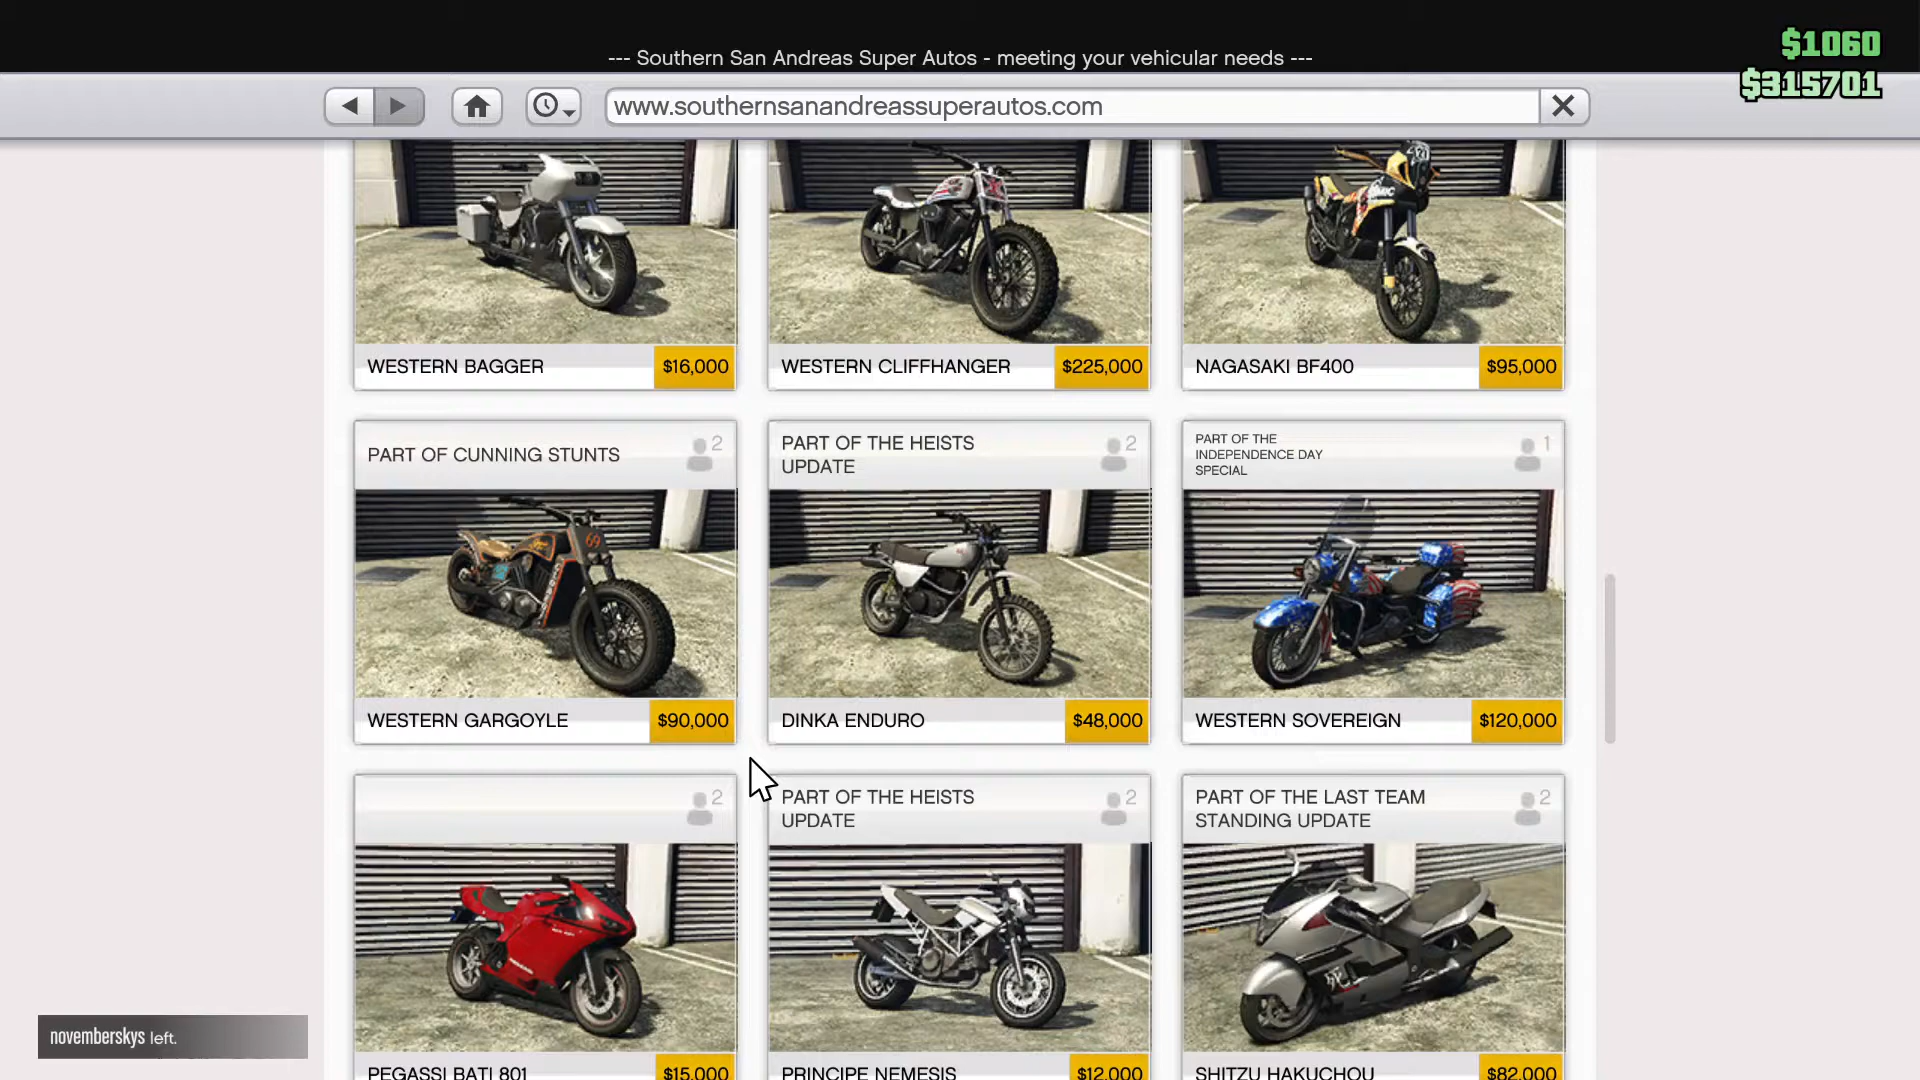 --- Southern San Andreas Super Autos - meeting your vehicular needs ---
$1060
$315701
www.southernsanandreassuperautos.com
WESTERN BAGGER $16,000
WESTERN CLIFFHANGER $225,000
NAGASAKI BF400 $95,000
PART OF CUNNING STUNTS 2
PART OF THE HEISTS
UPDATE 2
PART OF THE
INDEPENDENCE DAY
SPECIAL 1
69
WESTERN GARGOYLE $90,000
DINKA ENDURO $48,000
WESTERN SOVEREIGN $120,000
2
PART OF THE HEISTS
UPDATE 2
PART OF THE LAST TEAM
STANDING UPDATE 2
PEGASSI BATI 801 $15,000
PRINCIPE NEMESIS $12,000
SHITZU HAKUCHOU $82,000
novemberskys left.